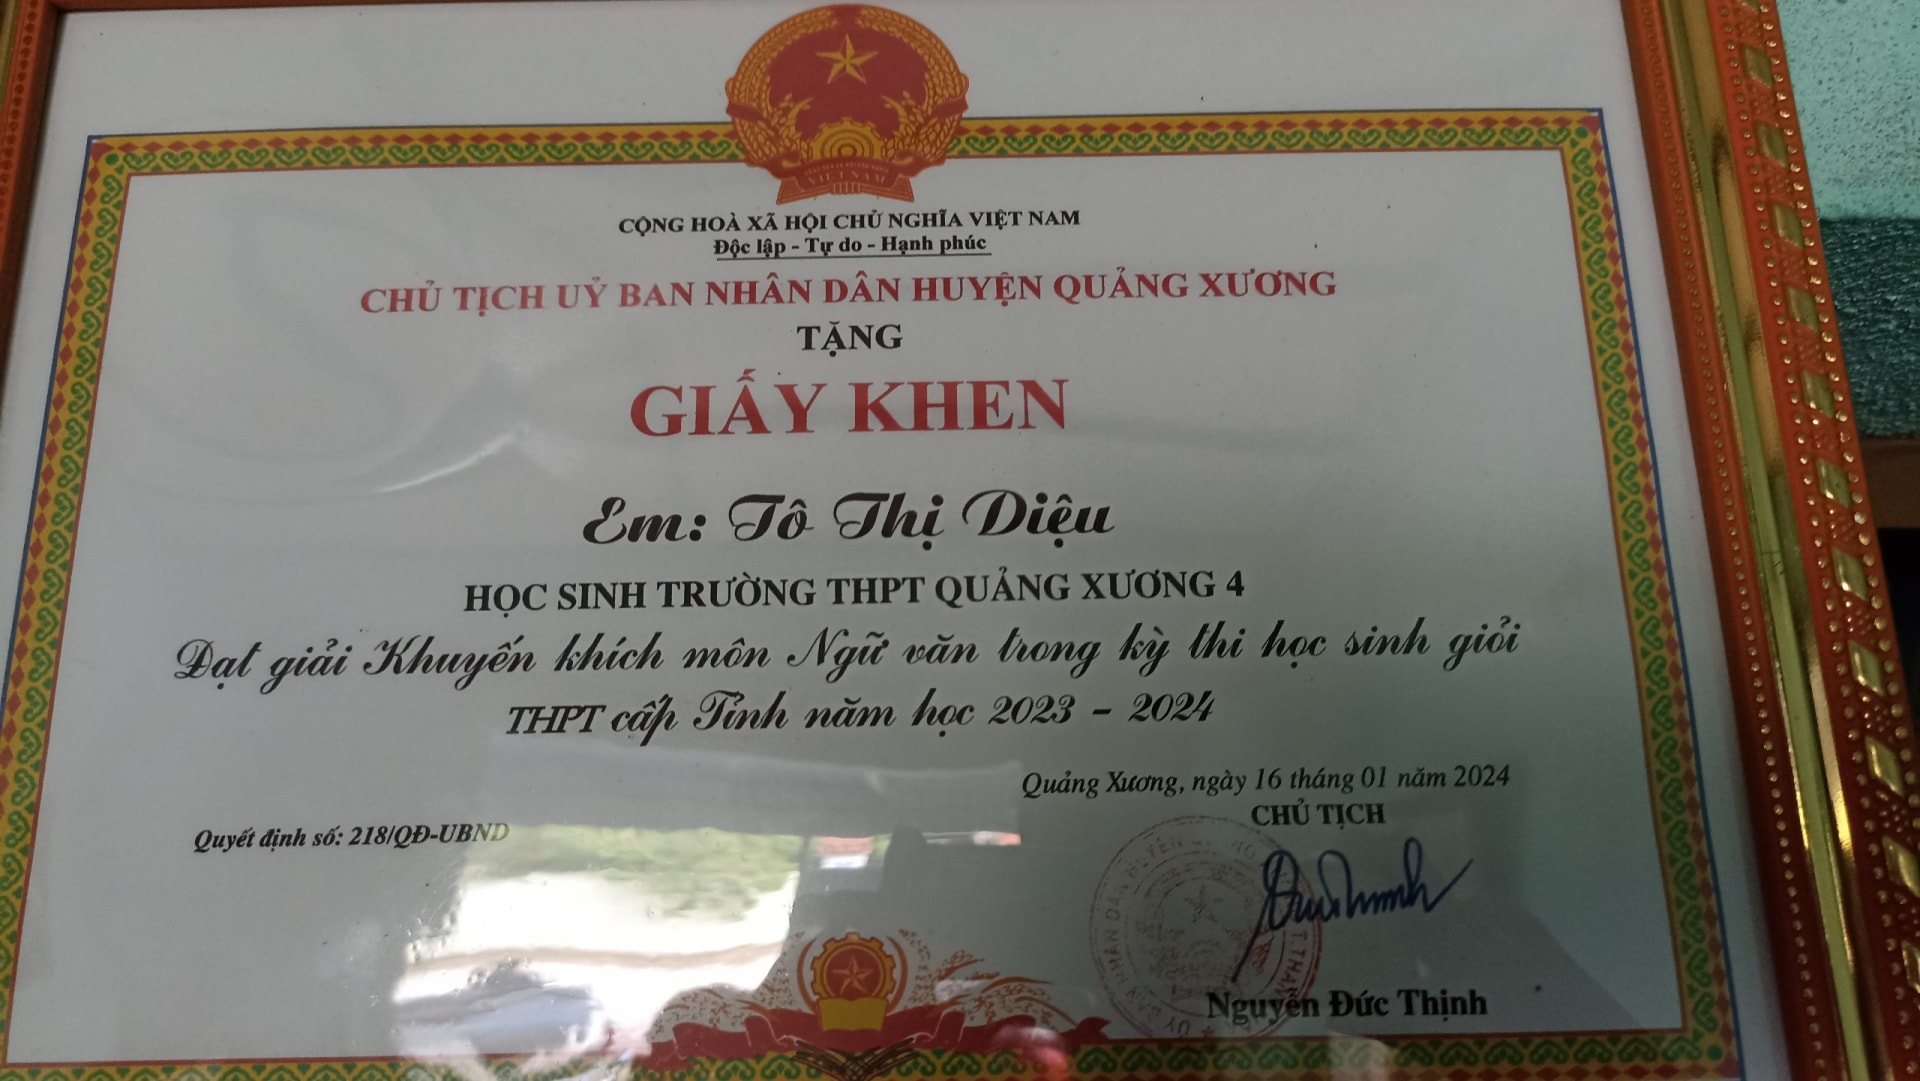 VIỆT NAM
CỘNG HOÀ XÃ HỘI CHỦ NGHĨA VIỆT NAM
Độc lập - Tự do - Hạnh phúc
CHỦ TỊCH UỶ BAN NHÂN DÂN HUYỆN QUẢNG XƯƠNG
TẶNG
GIẤY KHEN
Em: Tô Thị Diệu
HỌC SINH TRƯỜNG THPT QUẢNG XƯƠNG 4
Đạt giải Khuyến khích môn Ngữ văn trong kỳ thi học sinh giỏi
THPT cấp Tỉnh năm học 2023 - 2024
Quảng Xương, ngày 16 tháng 01 năm 2024
CHỦ TỊCH
Quyết định số: 218/QĐ-UBND
Nguyễn Đức Thịnh